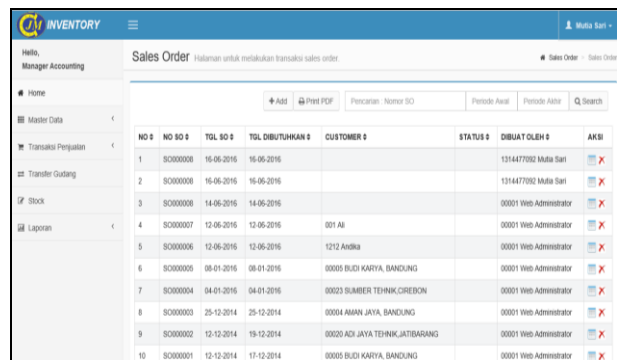 JM INVENTORY
Mutia Sari
Hello,
Manager Accounting
Sales Order Halaman untuk melakukan transaksi sales order.
Sales Order > Sales Order
Home
Master Data
Transaksi Penjualan
Transfer Gudang
Stock
Laporan
+ Add Print PDF Pencarian : Nomor SO Periode Awal Periode Akhir Search
NO NO SO TGL SO TGL DIBUTUHKAN CUSTOMER STATUS DIBUAT OLEH AKSI
1 SO000008 16-06-2016 16-06-2016 1314477092 Mutia Sari
2 SO000008 16-06-2016 16-06-2016 1314477092 Mutia Sari
3 SO000008 14-06-2016 14-06-2016 00001 Web Administrator
4 SO000007 12-06-2016 12-06-2016 001 Ali 00001 Web Administrator
5 SO000006 12-06-2016 12-06-2016 1212 Andika 00001 Web Administrator
6 SO000005 08-01-2016 08-01-2016 00005 BUDI KARYA, BANDUNG 00001 Web Administrator
7 SO000004 04-01-2016 04-01-2016 00023 SUMBER TEHNIK,CIREBON 00001 Web Administrator
8 SO000003 25-12-2014 25-12-2014 00004 AMAN JAYA, BANDUNG 00001 Web Administrator
9 SO000002 12-12-2014 19-12-2014 00020 ADI JAYA TEHNIK,JATIBARANG 00001 Web Administrator
10 SO000001 12-12-2014 17-12-2014 00005 BUDI KARYA, BANDUNG 00001 Web Administrator